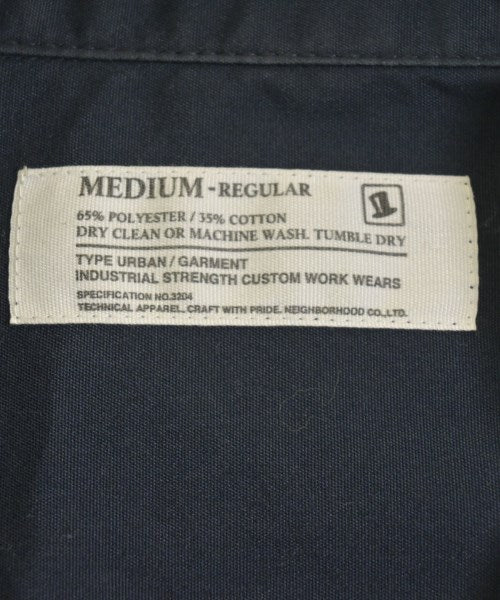 MEDIUM-REGULAR
65% POLYESTER / 35% COTTON
DRY CLEAN OR MACHINE WASH. TUMBLE DRY
TYPE URBAN / GARMENT
INDUSTRIAL STRENGTH CUSTOM WORK WEARS
SPECIFICATION NO.3204
TECHNICAL APPAREL. CRAFT WITH PRIDE. NEIGHBORHOOD CO.,LTD.